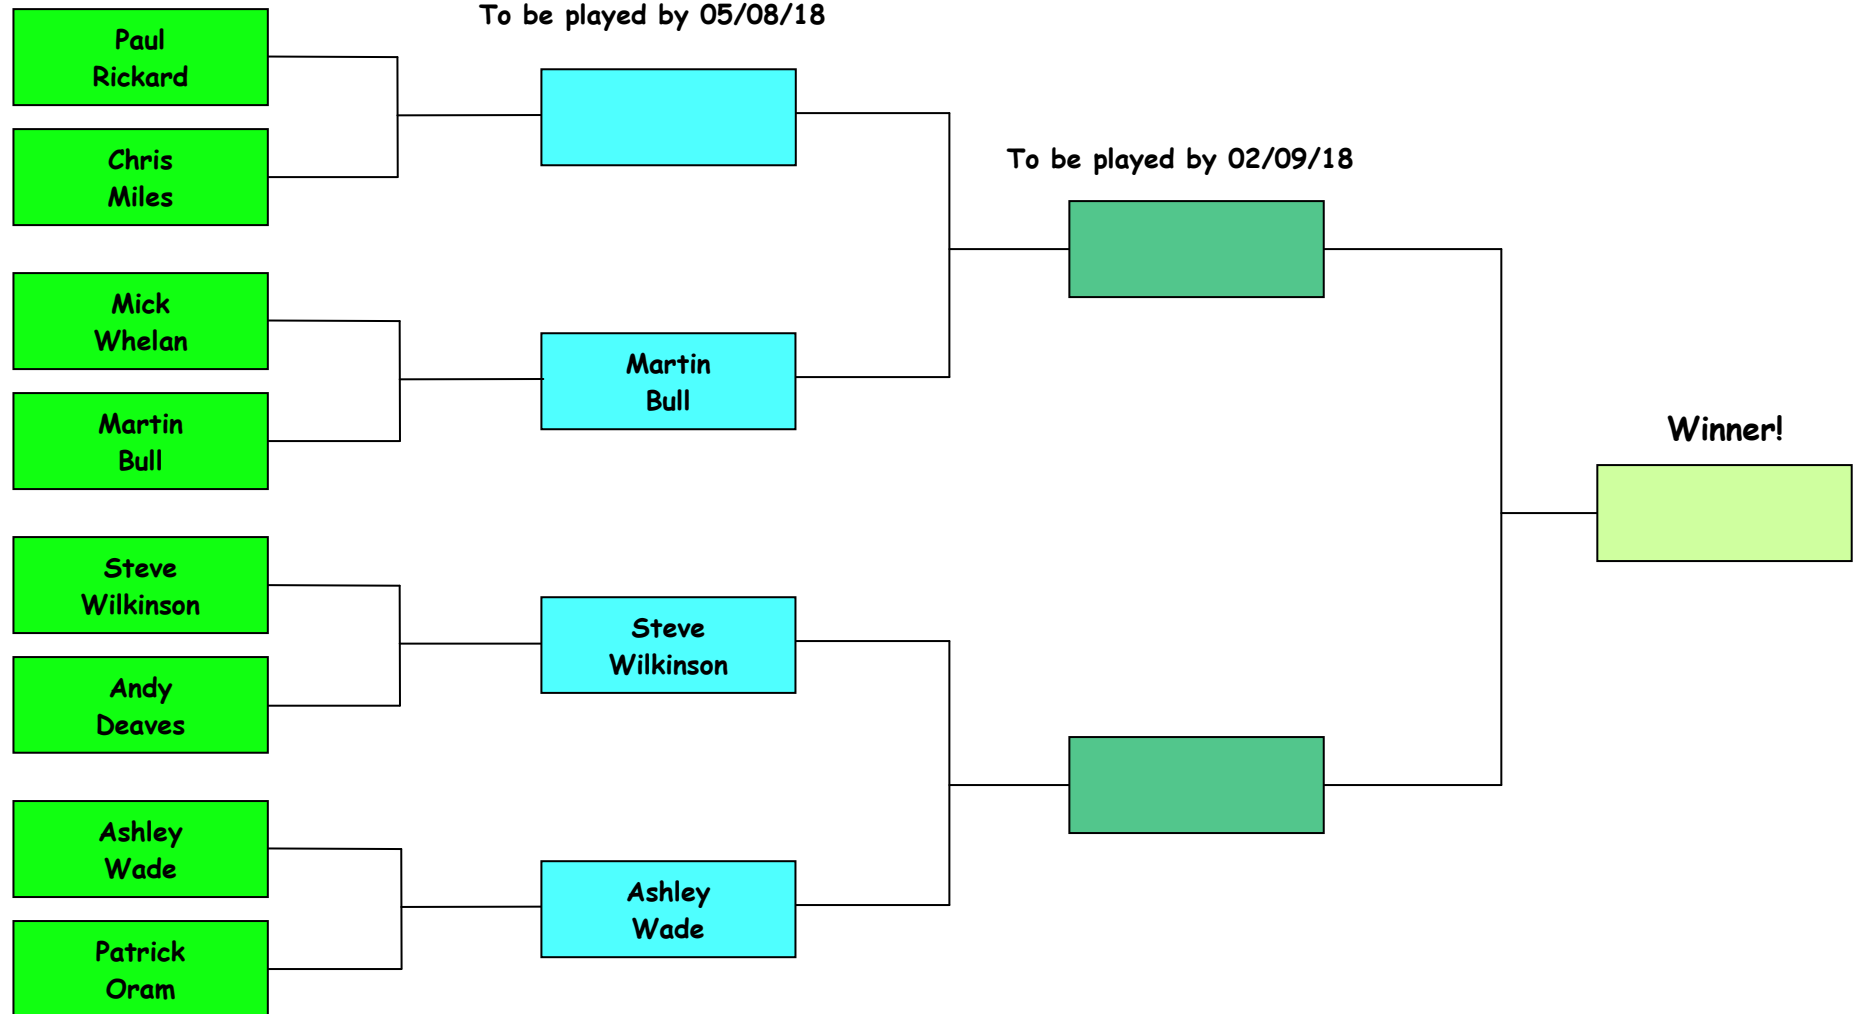 To be played by 05/08/18
Paul
Rickard
Chris
Miles
To be played by 02/09/18
Mick
Whelan
Martin
Bull
Martin
Bull
Winner!
Steve
Wilkinson
Steve
Wilkinson
Andy
Deaves
Ashley
Wade
Ashley
Wade
Patrick
Oram